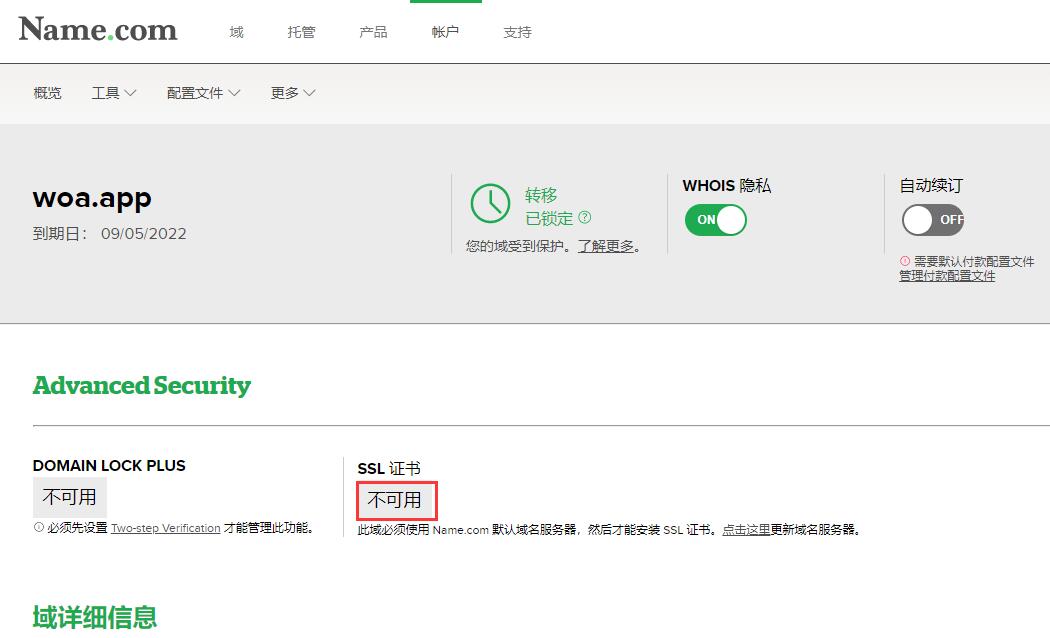 Name.com
域 托管 产品 帐户 支持
概览 工具 配置文件 更多
woa.app
到期日： 09/05/2022
转移
已锁定 ?
您的域受到保护。了解更多。
WHOIS 隐私
ON
自动续订
OFF
需要默认付款配置文件
管理付款配置文件
Advanced Security
DOMAIN LOCK PLUS
不可用
必须先设置 Two-step Verification 才能管理此功能。
SSL 证书
不可用
此域必须使用 Name.com 默认域名服务器，然后才能安装 SSL 证书。点击这里更新域名服务器。
域详细信息